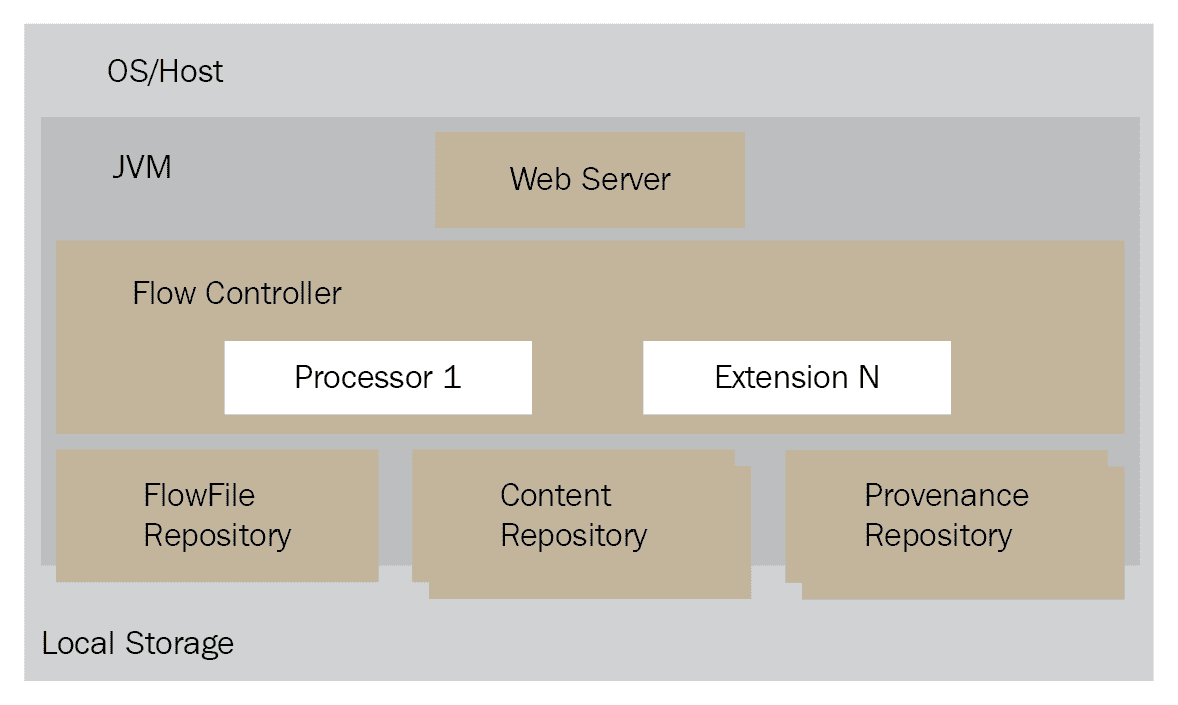 OS/Host
JVM
Web Server
Flow Controller
Processor 1
Extension N
FlowFile
Repository
Content
Repository
Provenance
Repository
Local Storage